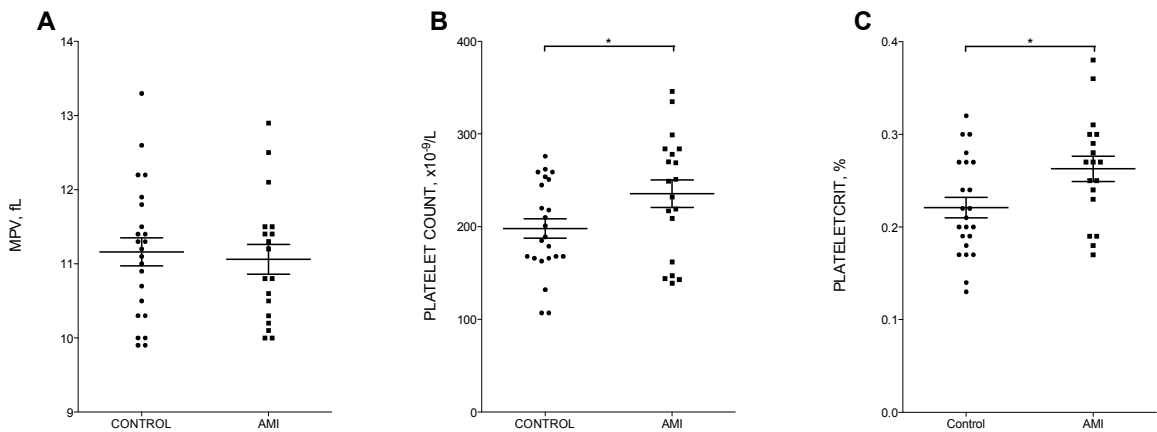 A
B
C
14
13
12
11
10
9
MPV, fL
CONTROL
AMI
400
300
200
100
0
PLATELET COUNT, x10-9/L
*
CONTROL
AMI
0.4
0.3
0.2
0.1
0.0
PLATELETCRIT, %
*
Control
AMI